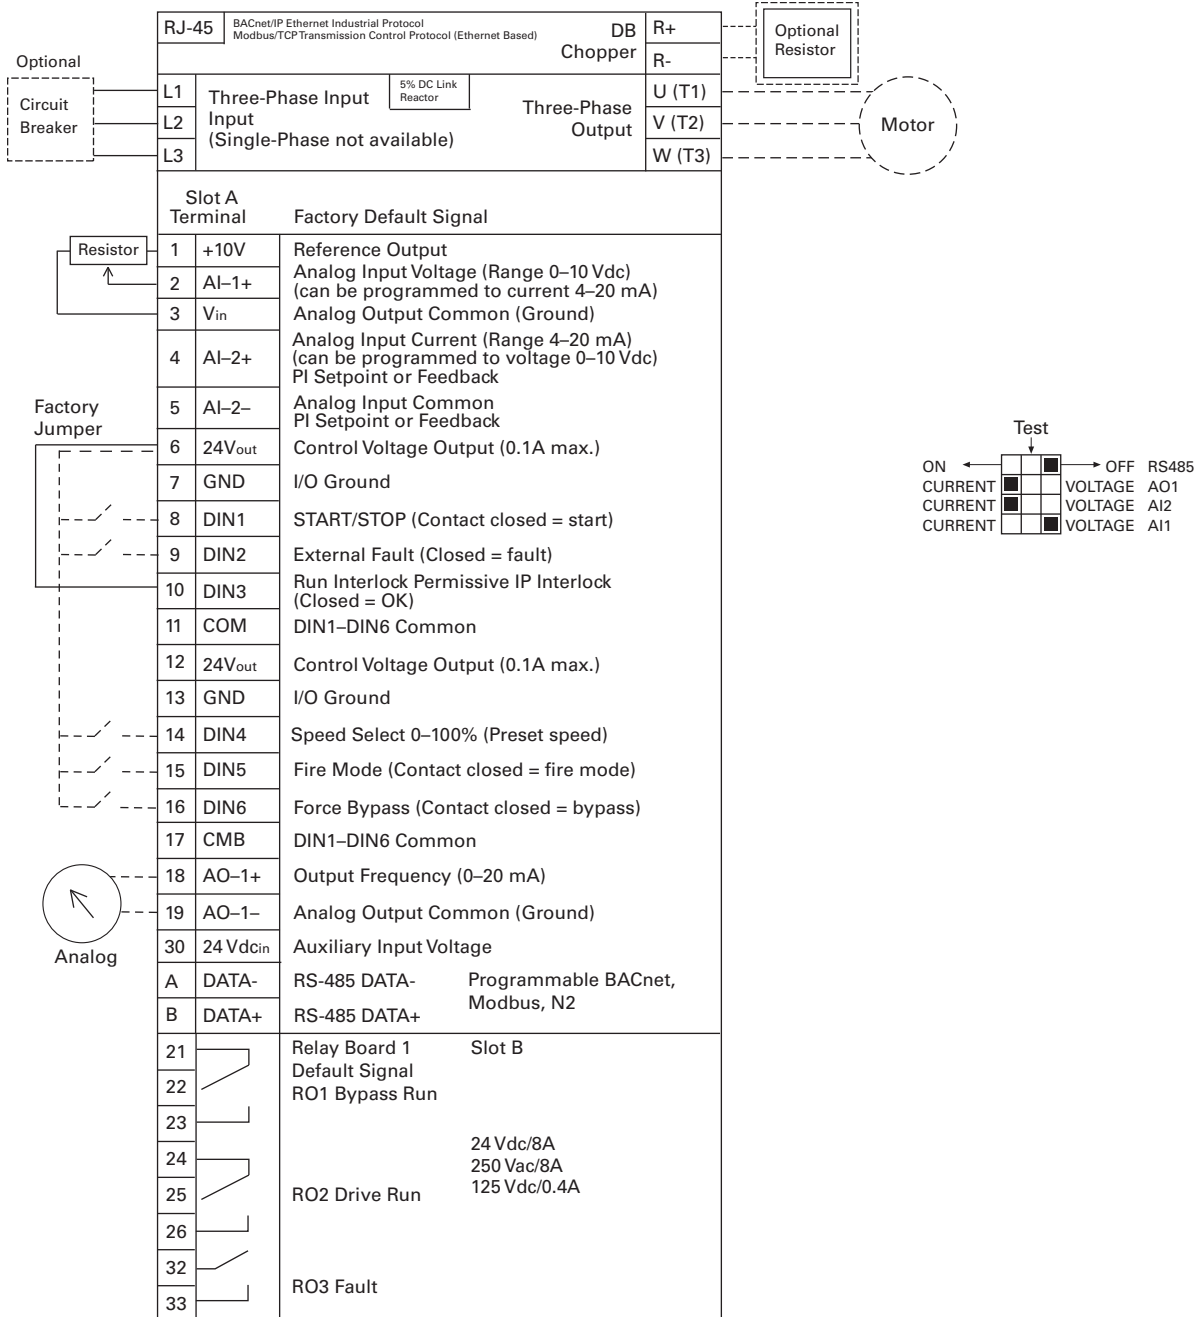 RJ-45 BACnet/IP Ethernet Industrial Protocol
Modbus/TCP Transmission Control Protocol (Ethernet Based)
DB
Chopper
R+
R-
Optional
Resistor
Optional
Circuit
Breaker
L1
L2
L3
Three-Phase Input
Input
(Single-Phase not available)
5% DC Link
Reactor
Three-Phase
Output
U (T1)
V (T2)
W (T3)
Motor
Slot A
Terminal Factory Default Signal
Resistor
1 +10V Reference Output
2 AI–1+ Analog Input Voltage (Range 0–10 Vdc)
(can be programmed to current 4–20 mA)
3 Vin Analog Output Common (Ground)
4 AI–2+ Analog Input Current (Range 4–20 mA)
(can be programmed to voltage 0–10 Vdc)
PI Setpoint or Feedback
5 AI–2– Analog Input Common
PI Setpoint or Feedback
Factory
Jumper
6 24Vout Control Voltage Output (0.1A max.)
7 GND I/O Ground
8 DIN1 START/STOP (Contact closed = start)
9 DIN2 External Fault (Closed = fault)
10 DIN3 Run Interlock Permissive IP Interlock
(Closed = OK)
11 COM DIN1–DIN6 Common
12 24Vout Control Voltage Output (0.1A max.)
13 GND I/O Ground
14 DIN4 Speed Select 0–100% (Preset speed)
15 DIN5 Fire Mode (Contact closed = fire mode)
16 DIN6 Force Bypass (Contact closed = bypass)
17 CMB DIN1–DIN6 Common
18 AO–1+ Output Frequency (0–20 mA)
19 AO–1– Analog Output Common (Ground)
Analog
30 24 Vdcin Auxiliary Input Voltage
A DATA- RS-485 DATA-
B DATA+ RS-485 DATA+
Programmable BACnet,
Modbus, N2
21
22
23
24
25
26
32
33
Relay Board 1 Slot B
Default Signal
RO1 Bypass Run
24 Vdc/8A
250 Vac/8A
125 Vdc/0.4A
RO2 Drive Run
RO3 Fault
Test
ON OFF RS485
CURRENT VOLTAGE AO1
CURRENT VOLTAGE AI2
CURRENT VOLTAGE AI1